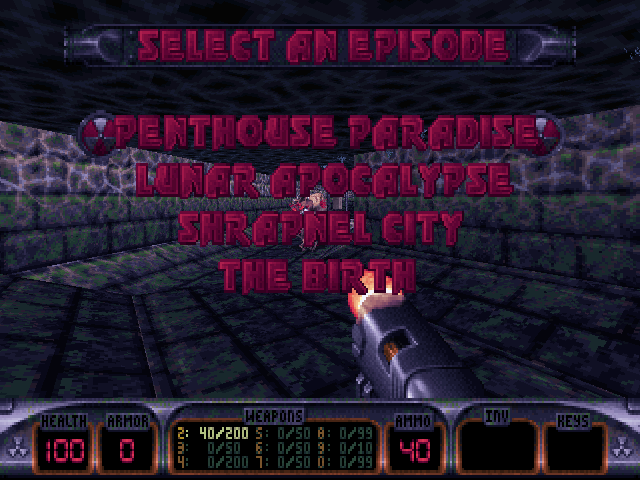 SELECT AN EPISODE
PENTHOUSE PARADISE
LUNAR APOCALYPSE
SHRAPNEL CITY
THE BIRTH
HEALTH ARMOR WEAPONS AMMO INV KEYS
2: 40/200 5: 0/50 8: 0/99
3: 0/50 6: 0/50 9: 0/10
4: 0/200 7: 0/50 0: 0/99
100 0 40